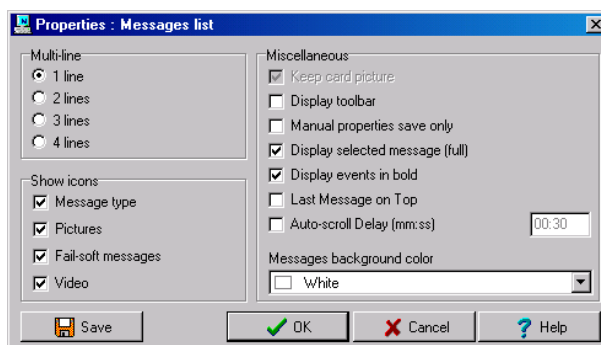 Properties : Messages list
Multi-line
1 line
2 lines
3 lines
4 lines
Show icons
Message type
Pictures
Fail-soft messages
Video
Miscellaneous
Keep card picture
Display toolbar
Manual properties save only
Display selected message (full)
Display events in bold
Last Message on Top
Auto-scroll Delay (mm:ss) 00:30
Messages background color
White
Save OK Cancel Help